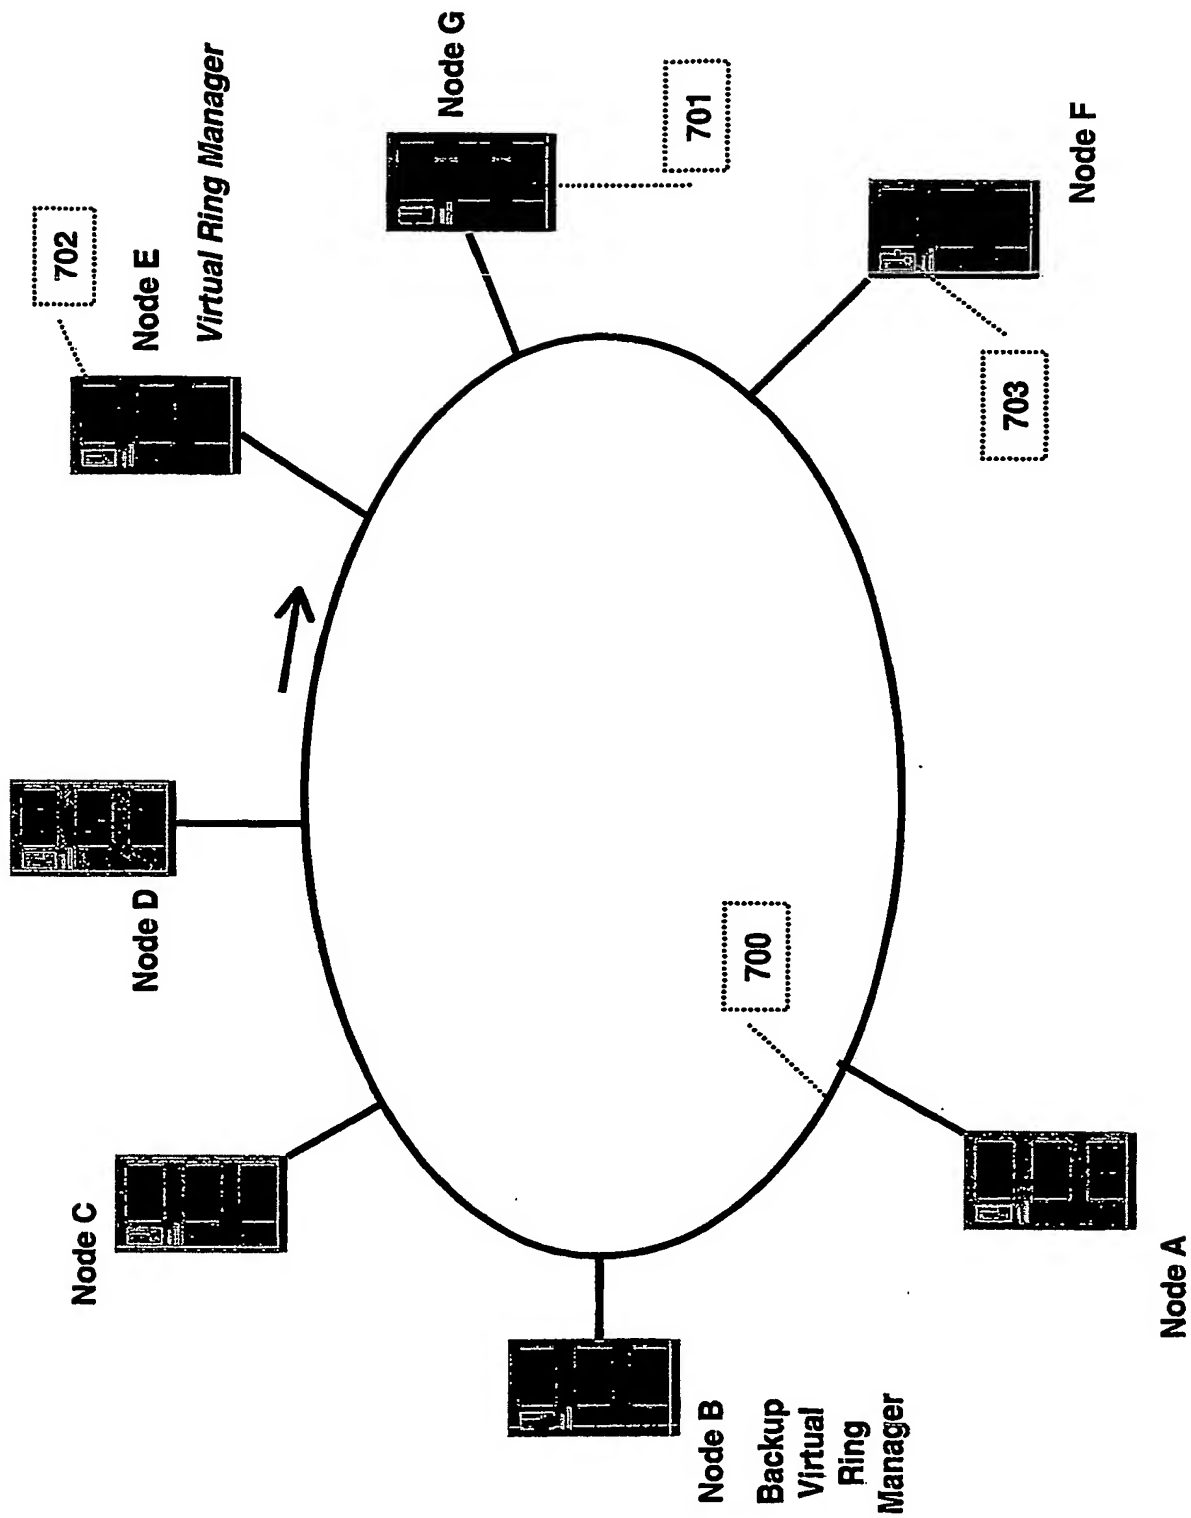 Node C
Node D
702
Node E
Virtual Ring Manager
Node G
701
Node B
Backup
Virtual
Ring
Manager
700
703
Node F
Node A